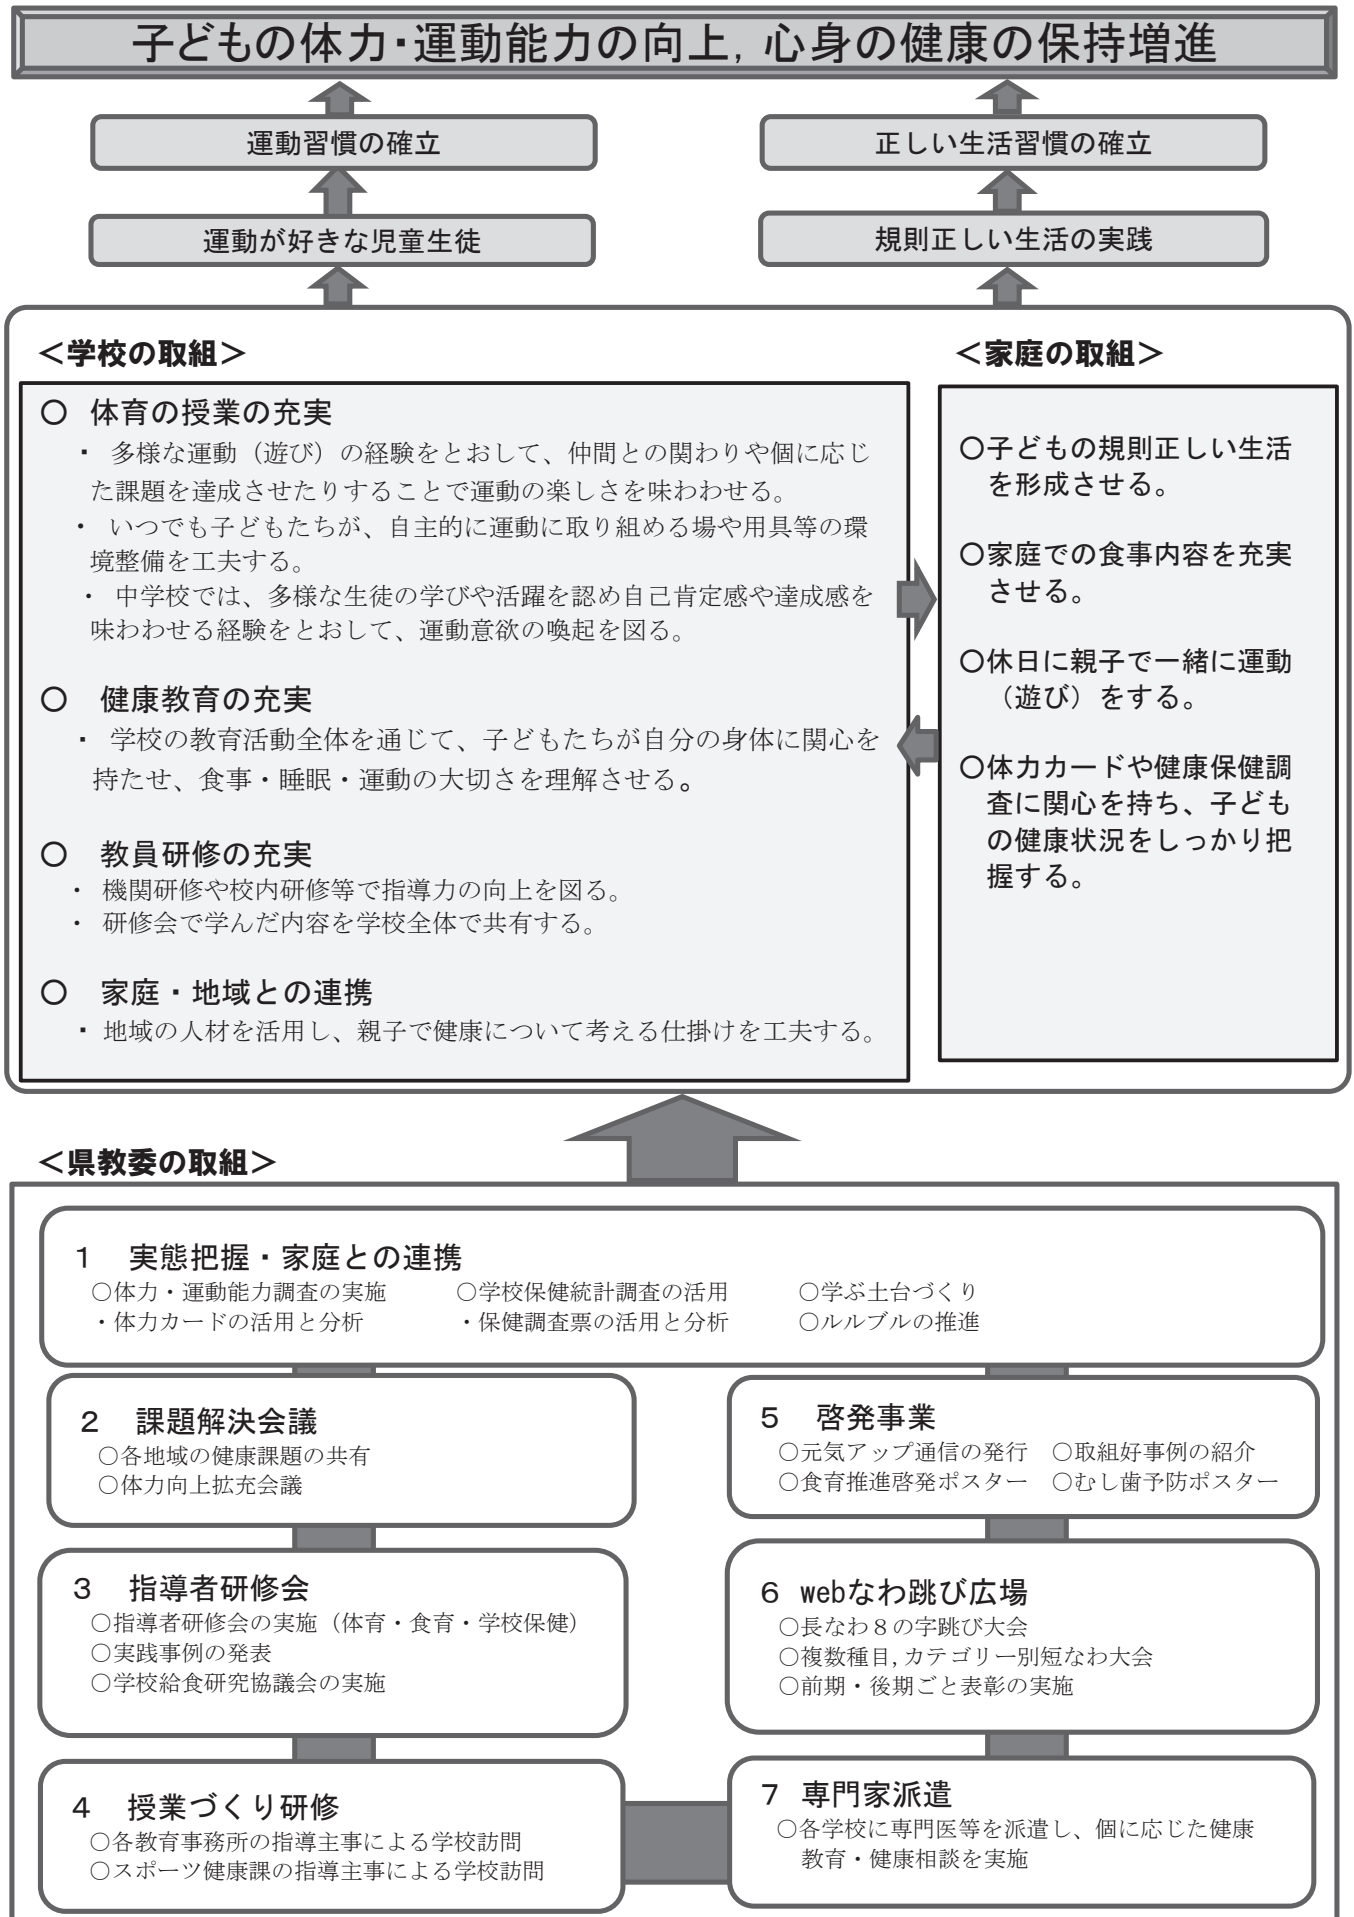 子どもの体力・運動能力の向上, 心身の健康の保持増進
運動習慣の確立
正しい生活習慣の確立
運動が好きな児童生徒
規則正しい生活の実践
＜学校の取組＞
○ 体育の授業の充実
・ 多様な運動（遊び）の経験をとおして、仲間との関わりや個に応じ
た課題を達成させたりすることで運動の楽しさを味わわせる。
・ いつでも子どもたちが、自主的に運動に取り組める場や用具等の環
境整備を工夫する。
・ 中学校では、多様な生徒の学びや活躍を認め自己肯定感や達成感を
味わわせる経験をとおして、運動意欲の喚起を図る。
○ 健康教育の充実
・ 学校の教育活動全体を通じて、子どもたちが自分の身体に関心を
持たせ、食事・睡眠・運動の大切さを理解させる。
○ 教員研修の充実
・ 機関研修や校内研修等で指導力の向上を図る。
・ 研修会で学んだ内容を学校全体で共有する。
○ 家庭・地域との連携
・ 地域の人材を活用し、親子で健康について考える仕掛けを工夫する。
＜家庭の取組＞
○子どもの規則正しい生活
を形成させる。
○家庭での食事内容を充実
させる。
○休日に親子で一緒に運動
（遊び）をする。
○体力カードや健康保健調
査に関心を持ち、子ども
の健康状況をしっかり把
握する。
＜県教委の取組＞
１ 実態把握・家庭との連携
○体力・運動能力調査の実施 ○学校保健統計調査の活用 ○学ぶ土台づくり
・体力カードの活用と分析 ・保健調査票の活用と分析 ○ルルブルの推進
２ 課題解決会議
○各地域の健康課題の共有
○体力向上拡充会議
３ 指導者研修会
○指導者研修会の実施（体育・食育・学校保健）
○実践事例の発表
○学校給食研究協議会の実施
４ 授業づくり研修
○各教育事務所の指導主事による学校訪問
○スポーツ健康課の指導主事による学校訪問
５ 啓発事業
○元気アップ通信の発行 ○取組好事例の紹介
○食育推進啓発ポスター ○むし歯予防ポスター
６ webなわ跳び広場
○長なわ８の字跳び大会
○複数種目, カテゴリー別短なわ大会
○前期・後期ごと表彰の実施
７ 専門家派遣
○各学校に専門医等を派遣し、個に応じた健康
教育・健康相談を実施